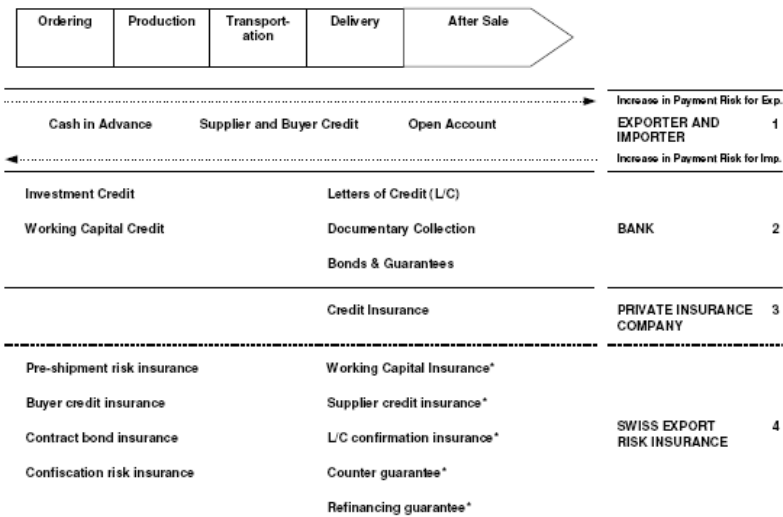 Ordering Production Transport- Delivery After Sale
ation
Increase in Payment Risk for Exp.
Cash in Advance Supplier and Buyer Credit Open Account EXPORTER AND 1
IMPORTER
Increase in Payment Risk for Imp.
Investment Credit Letters of Credit (L/C)
Working Capital Credit Documentary Collection BANK 2
Bonds & Guarantees
Credit Insurance PRIVATE INSURANCE 3
COMPANY
Pre-shipment risk insurance Working Capital Insurance*
Buyer credit insurance Supplier credit insurance*
SWISS EXPORT 4
Contract bond insurance L/C confirmation insurance*
RISK INSURANCE
Confiscation risk insurance Counter guarantee*
Refinancing guarantee*